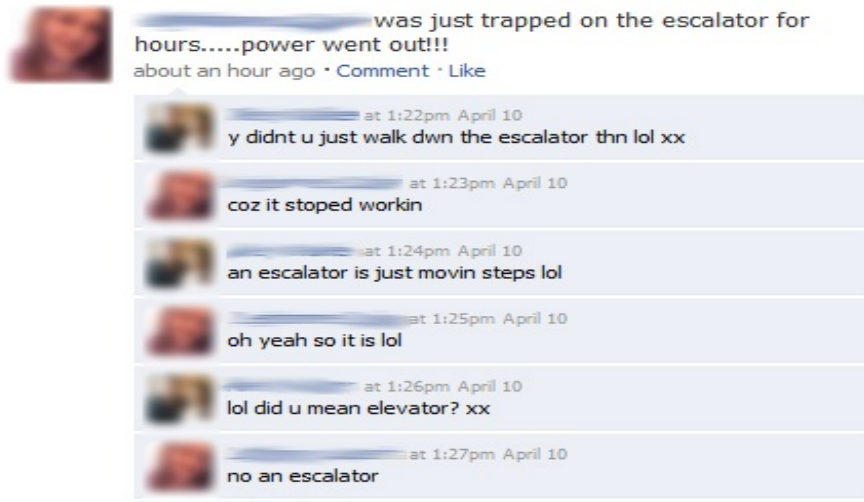 was just trapped on the escalator for
hours.....power went out!!!
about an hour ago · Comment · Like
at 1:22pm April 10
y didnt u just walk dwn the escalator thn lol xx
at 1:23pm April 10
coz it stoped workin
at 1:24pm April 10
an escalator is just movin steps lol
at 1:25pm April 10
oh yeah so it is lol
at 1:26pm April 10
lol did u mean elevator? xx
at 1:27pm April 10
no an escalator